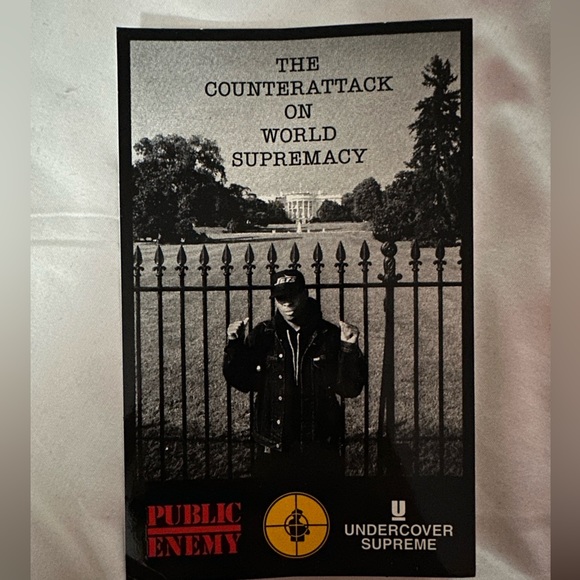 THE
COUNTERATTACK
ON
WORLD
SUPREMACY
PUBLIC
ENEMY
U
UNDERCOVER
SUPREME